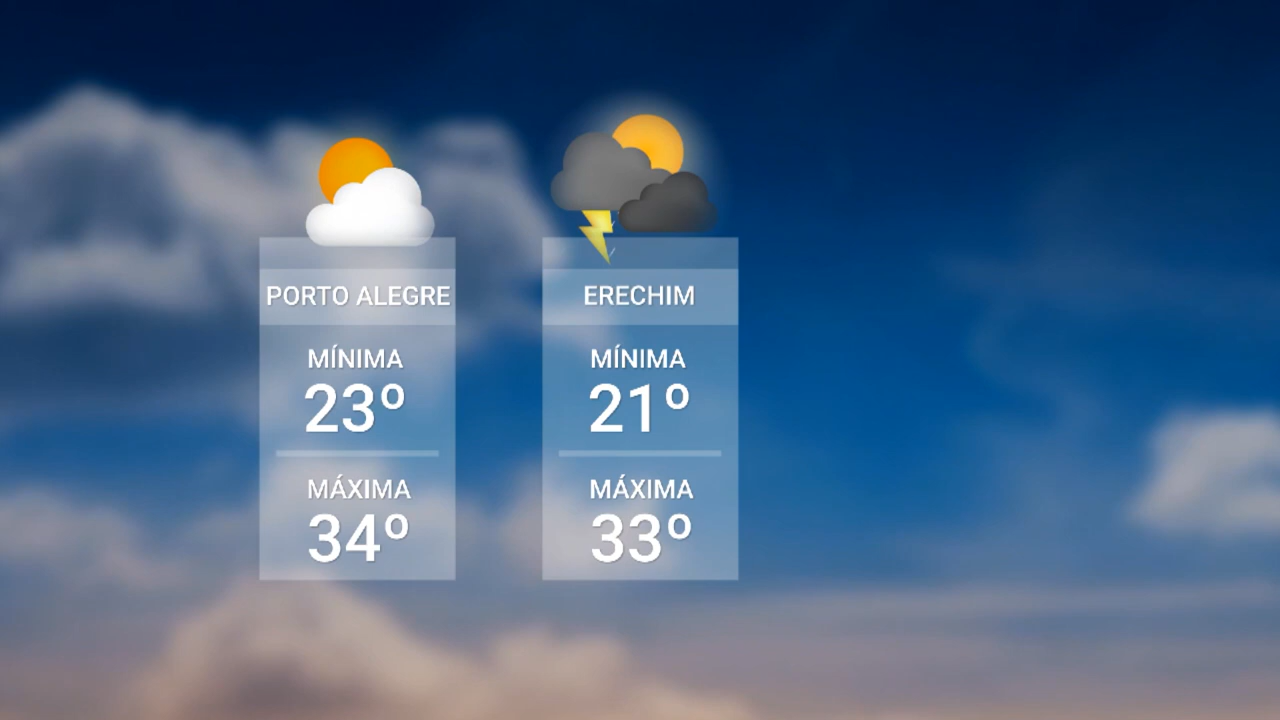 PORTO ALEGRE
MÍNIMA
23º
MÁXIMA
34º
ERECHIM
MÍNIMA
21º
MÁXIMA
33º